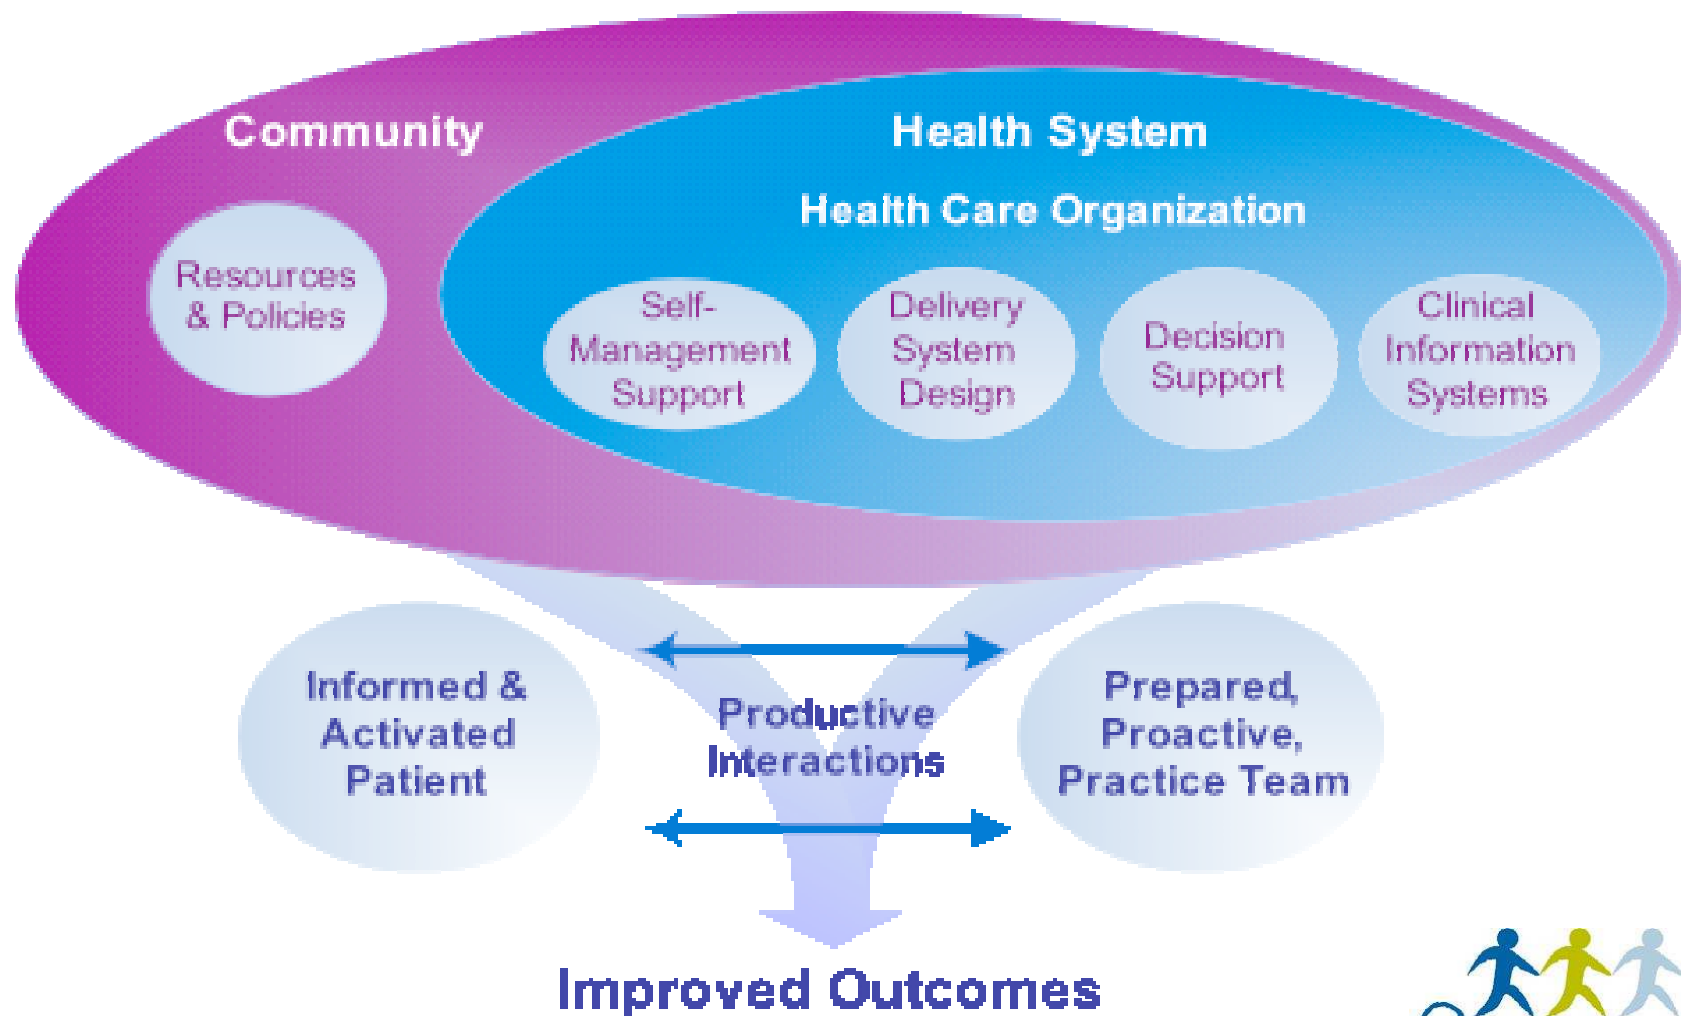 Community
Health System
Health Care Organization
Resources
& Policies
Self-
Management
Support
Delivery
System
Design
Decision
Support
Clinical
Information
Systems
Informed &
Activated
Patient
Productive
Interactions
Prepared,
Proactive,
Practice Team
Improved Outcomes